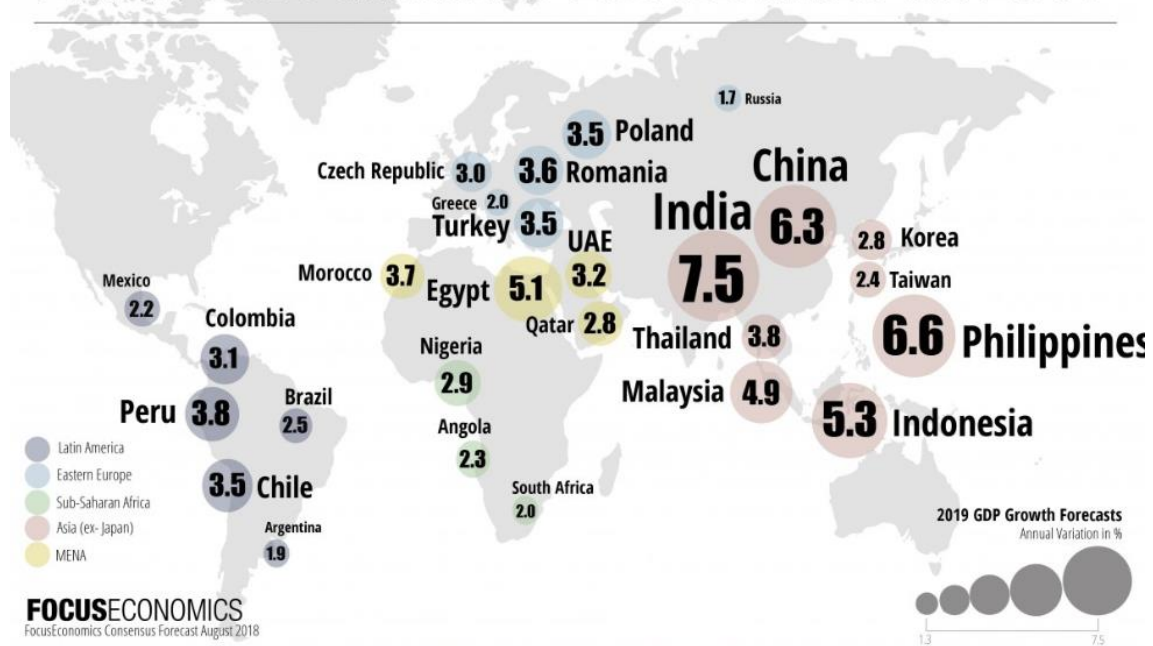 1.7 Russia
3.5 Poland
Czech Republic 3.0
3.6 Romania
Greece 2.0
Turkey 3.5
China
6.3
India
7.5
UAE
3.2
2.8 Korea
Morocco 3.7
Egypt 5.1
2.4 Taiwan
Mexico
2.2
Qatar 2.8
Thailand 3.8
6.6 Philippines
Colombia
3.1
Nigeria
2.9
Malaysia 4.9
Peru 3.8
Brazil
2.5
5.3 Indonesia
Angola
2.3
Latin America
Eastern Europe
Sub-Saharan Africa
Asia (ex- Japan)
MENA
3.5 Chile
South Africa
2.0
Argentina
1.9
2019 GDP Growth Forecasts
Annual Variation in %
1.3 7.5
FOCUSECONOMICS
FocusEconomics Consensus Forecast August 2018